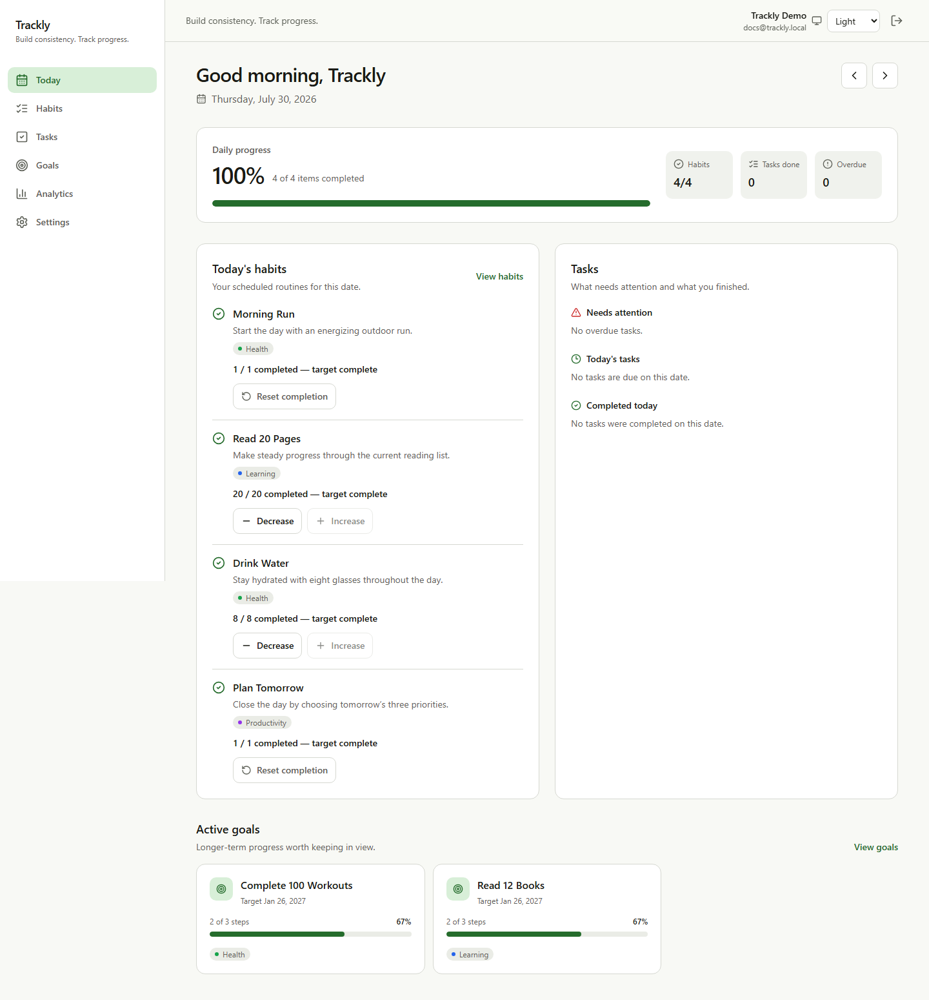 Trackly
Build consistency. Track progress.
Today
Habits
Tasks
Goals
Analytics
Settings
Build consistency. Track progress.
Trackly Demo
docs@trackly.local
Light
Good morning, Trackly
Thursday, July 30, 2026
Daily progress
100% 4 of 4 items completed
Habits
4/4
Tasks done
0
Overdue
0
Today's habits
Your scheduled routines for this date.
View habits
Morning Run
Start the day with an energizing outdoor run.
Health
1 / 1 completed — target complete
Reset completion
Read 20 Pages
Make steady progress through the current reading list.
Learning
20 / 20 completed — target complete
Decrease Increase
Drink Water
Stay hydrated with eight glasses throughout the day.
Health
8 / 8 completed — target complete
Decrease Increase
Plan Tomorrow
Close the day by choosing tomorrow’s three priorities.
Productivity
1 / 1 completed — target complete
Reset completion
Tasks
What needs attention and what you finished.
Needs attention
No overdue tasks.
Today's tasks
No tasks are due on this date.
Completed today
No tasks were completed on this date.
Active goals
Longer-term progress worth keeping in view.
View goals
Complete 100 Workouts
Target Jan 26, 2027
2 of 3 steps 67%
Health
Read 12 Books
Target Jan 26, 2027
2 of 3 steps 67%
Learning